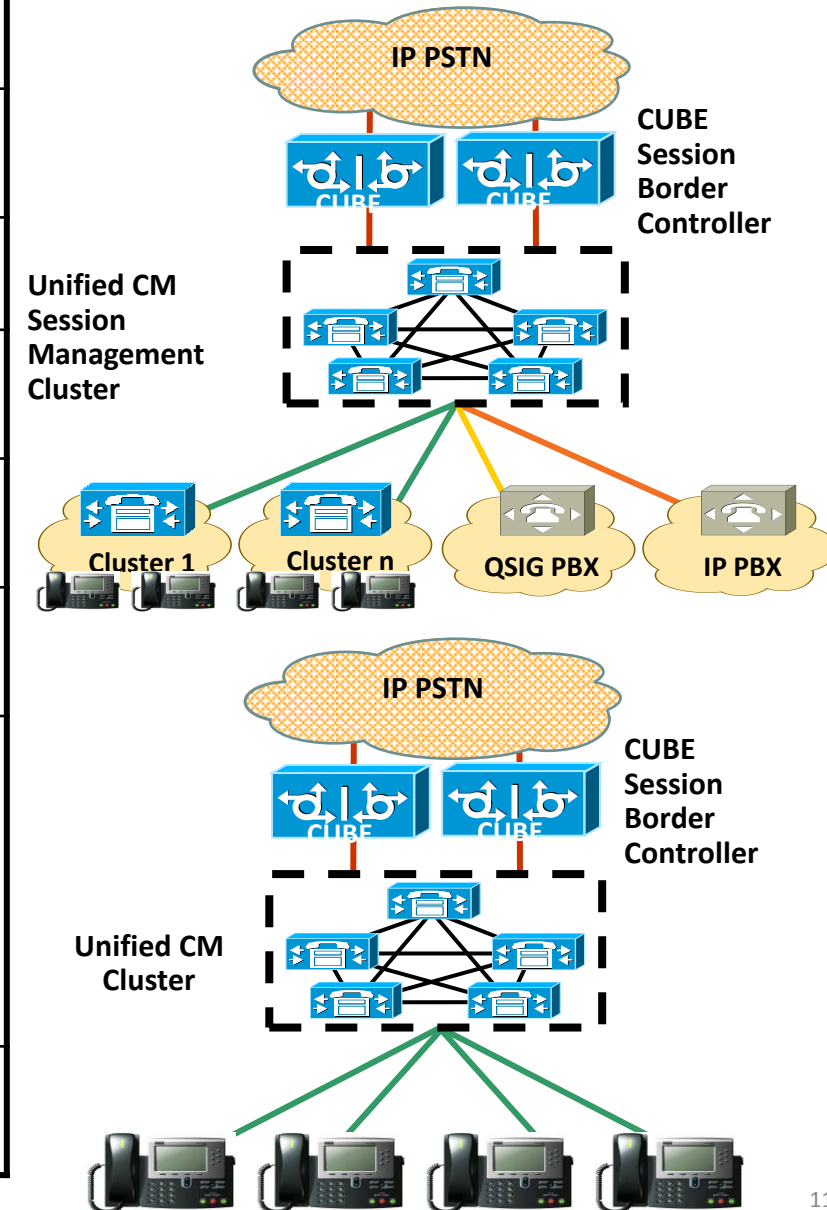 IP PSTN
CUBE
Session
Border
Controller
CUBE
CUBE
Unified CM
Session
Management
Cluster
Cluster 1
Cluster n
QSIG PBX
IP PBX
IP PSTN
CUBE
Session
Border
Controller
CUBE
CUBE
Unified CM
Cluster
11